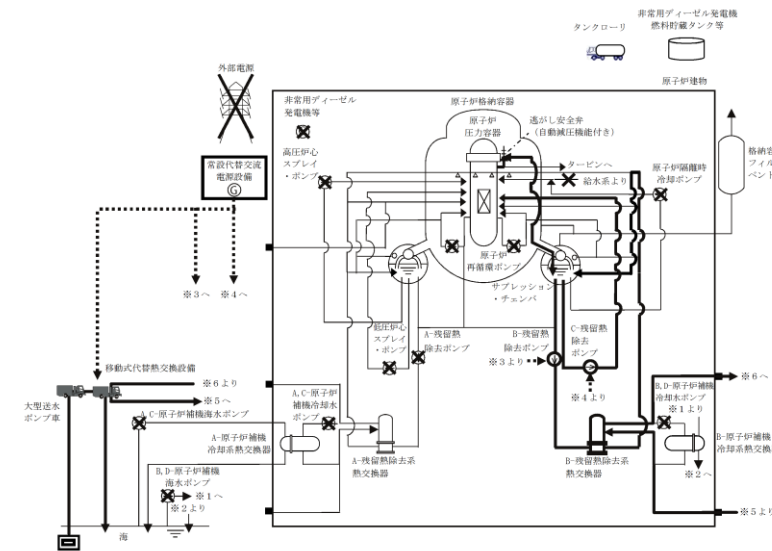 非常用ディーゼル発電機
燃料貯蔵タンク等
タンクローリ
外部電源
原子炉建物
非常用ディーゼル
発電機等
原子炉格納容器
原子炉
圧力容器
逃がし安全弁
（自動減圧機能付き）
高圧炉心
スプレイ
・ポンプ
タービンへ
給水系より
原子炉隔離時
冷却ポンプ
格納容
フィル
ベント
常設代替交流
電源設備
G
※3へ
※4へ
原子炉
再循環ポンプ
サプレッション
・チェンバ
低圧炉心
スプレイ
・ポンプ
A-残留熱
除去ポンプ
B-残留熱
除去ポンプ
※3より
C-残留熱
除去
ポンプ
※4より
移動式代替熱交換設備
※6より
※5へ
大型送水
ポンプ車
A,C-原子炉補機海水ポンプ
A,C-原子炉
補機冷却水
ポンプ
A-原子炉補機
冷却系熱交換器
A-残留熱除去系
熱交換器
B-残留熱除去系
熱交換器
※6へ
B,D-原子炉補機
冷却水ポンプ
※1より
B-原子炉補機
冷却系熱交換
※2へ
B,D-原子炉補機
海水ポンプ
※1へ
※2より
※5より
海